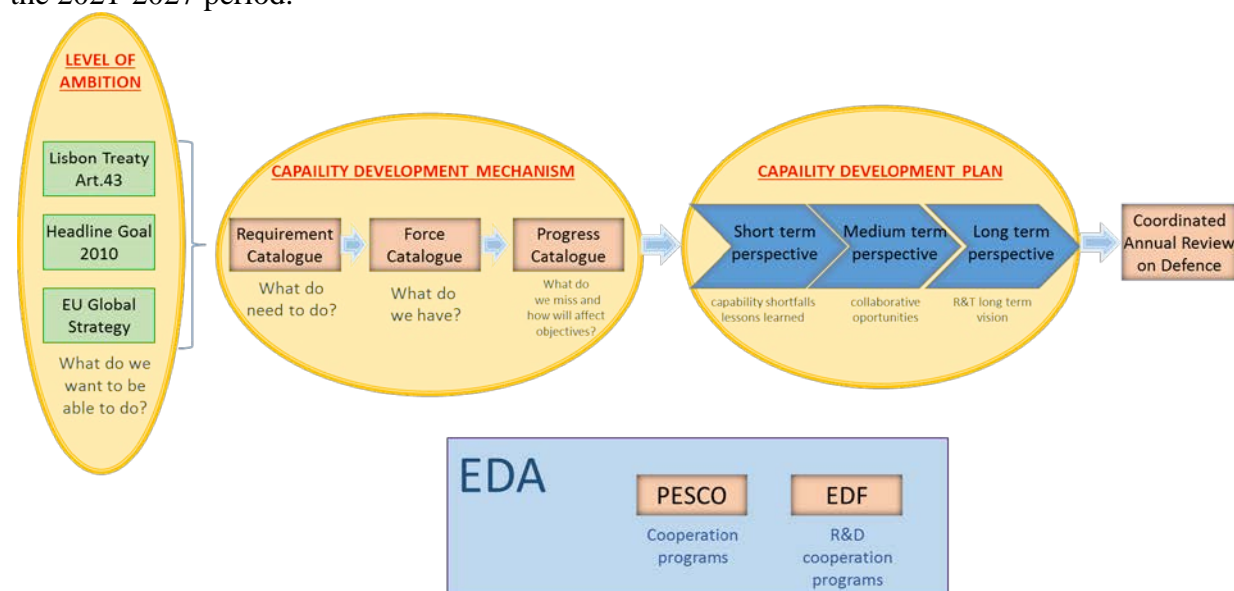 the 2021-2027 period.
LEVEL OF
AMBITION
Lisbon Treaty
Art.43
Headline Goal
2010
EU Global
Strategy
What do we
want to be
able to do?
CAPAILITY DEVELOPMENT MECHANISM
Requirement
Catalogue
What do
need to do?
Force
Catalogue
What do
we have?
Progress
Catalogue
What do
we miss and
how will affect
objectives?
CAPAILITY DEVELOPMENT PLAN
Short term
perspective
capability shortfalls
lessons learned
Medium term
perspective
collaborative
oportunities
Long term
perspective
R&T long term
vision
Coordinated
Annual Review
on Defence
EDA
PESCO
Cooperation
programs
EDF
R&D
cooperation
programs